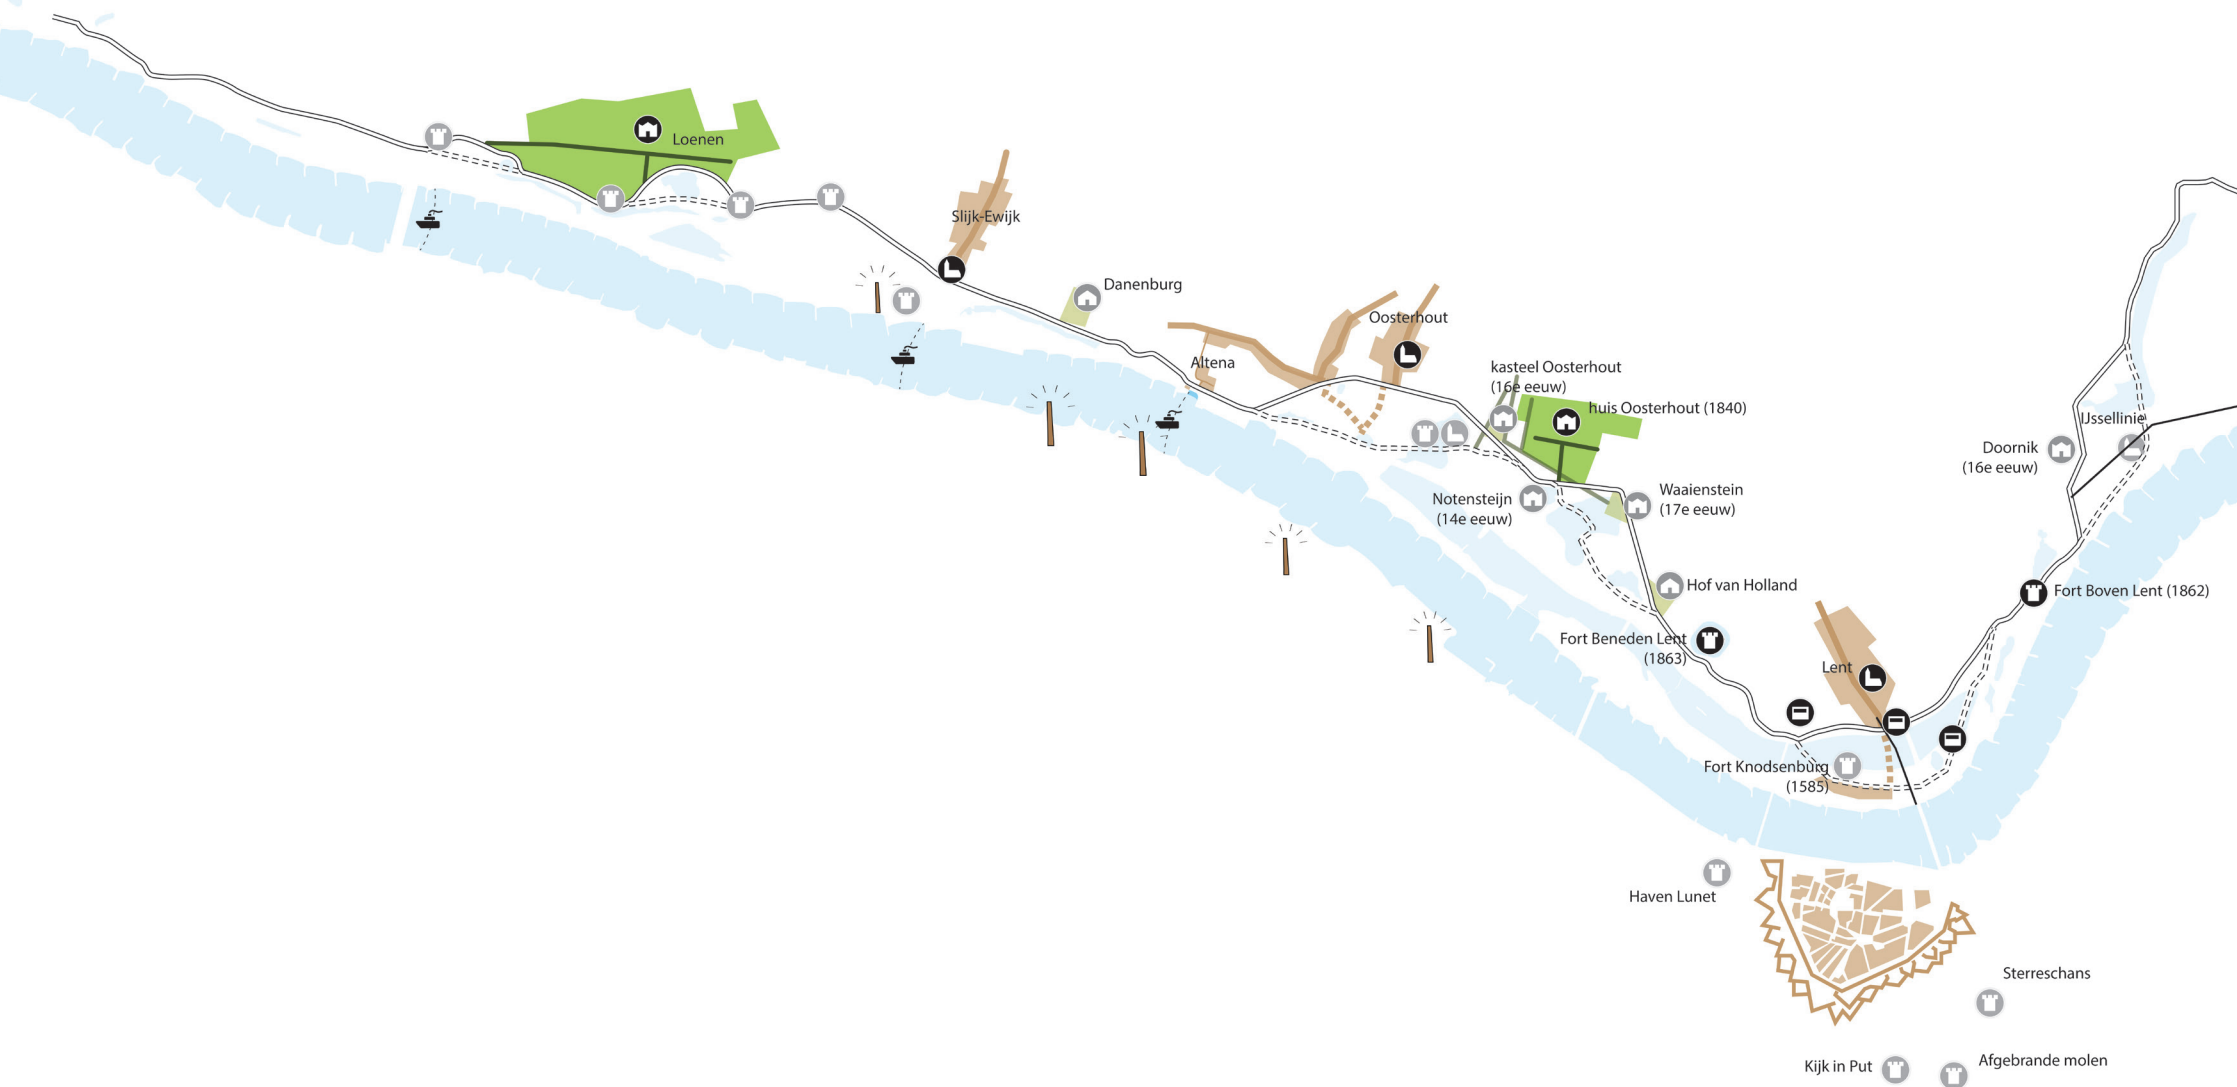 Loenen
Slijk-Ewijk
Danenburg
Oosterhout
Altena
kasteel Oosterhout
(16e eeuw)
huis Oosterhout (1840)
IJssellinie
Doornik
(16e eeuw)
Notensteijn
(14e eeuw)
Waaienstein
(17e eeuw)
Hof van Holland
Fort Boven Lent (1862)
Fort Beneden Lent
(1863)
Lent
Fort Knodsenburg
(1585)
Haven Lunet
Sterreschans
Kijk in Put
Afgebrande molen